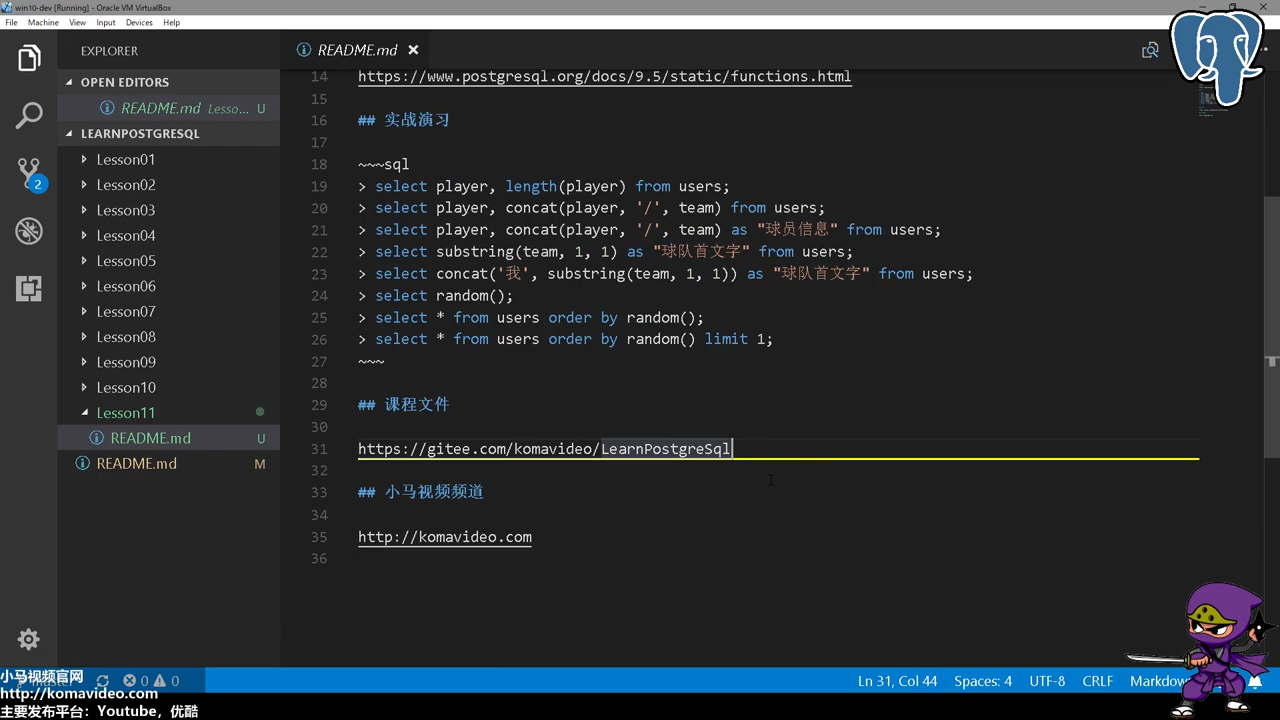 win10-dev [Running] - Oracle VM VirtualBox
File Machine View Input Devices Help
EXPLORER
OPEN EDITORS
README.md Lesso... U
LEARNPOSTGRESQL
Lesson01
Lesson02
Lesson03
Lesson04
Lesson05
Lesson06
Lesson07
Lesson08
Lesson09
Lesson10
Lesson11
README.md U
README.md M
2
README.md
14 https://www.postgresql.org/docs/9.5/static/functions.html
15
16 ## 实战演习
17
18 ~~~sql
19 > select player, length(player) from users;
20 > select player, concat(player, '/', team) from users;
21 > select player, concat(player, '/', team) as "球员信息" from users;
22 > select substring(team, 1, 1) as "球队首文字" from users;
23 > select concat('我', substring(team, 1, 1)) as "球队首文字" from users;
24 > select random();
25 > select * from users order by random();
26 > select * from users order by random() limit 1;
27 ~~~
28
29 ## 课程文件
30
31 https://gitee.com/komavideo/LearnPostgreSql
32
33 ## 小马视频频道
34
35 http://komavideo.com
36
0 0 Ln 31, Col 44 Spaces: 4 UTF-8 CRLF
小马视频官网
http://komavideo.com
主要发布平台：Youtube，优酷